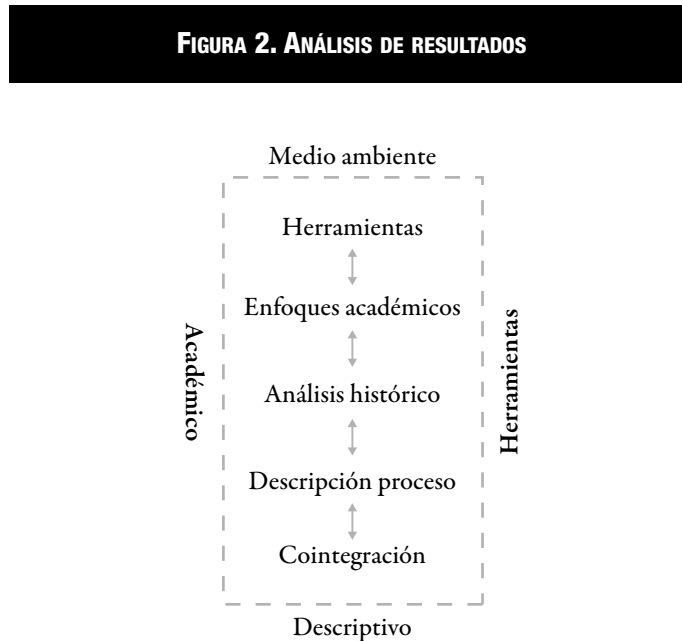 FIGURA 2. ANÁLISIS DE RESULTADOS
Medio ambiente
Herramientas
Enfoques académicos
Académico
Herramientas
Análisis histórico
Descripción proceso
Cointegración
Descriptivo